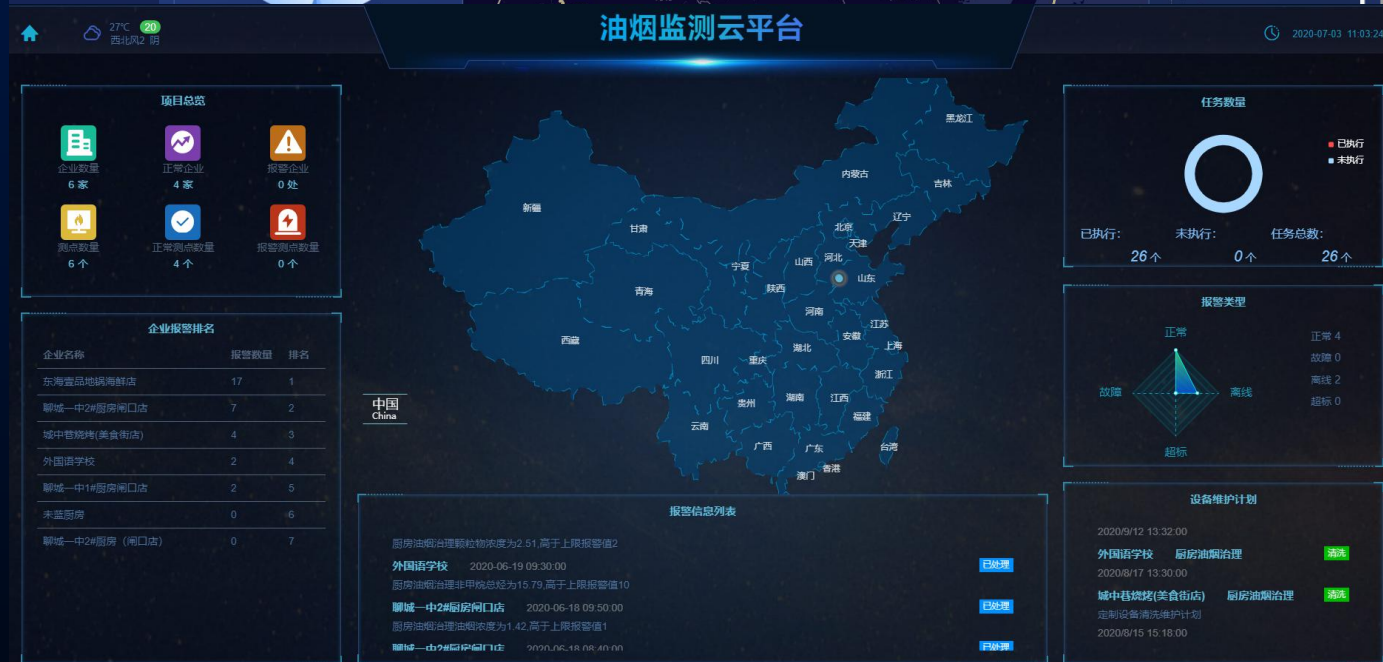 油烟监测云平台
27℃ 20
西北风2 阴
2020-07-03 11:03:24
项目总览
企业数量 正常企业 报警企业
6 家 4 家 0 处
测点数量 正常测点数量 报警测点数量
6 个 4 个 0 个
企业报警排名
企业名称 报警数量 排名
东海壹品地锅海鲜店 17 1
聊城一中2#厨房闸口店 7 2
城中巷烧烤(美食街店) 4 3
外国语学校 2 4
聊城一中1#厨房闸口店 2 5
未蓝厨房 0 6
聊城一中2#厨房（闸口店） 0 7
黑龙江
内蒙古
吉林
新疆
辽宁
甘肃
北京
天津
河北
山西
宁夏
山东
青海
陕西
河南
江苏
安徽
西藏
上海
湖北
四川
重庆
浙江
湖南
江西
贵州
福建
云南
广西
广东
台湾
香港
澳门
中国
China
报警信息列表
厨房油烟治理颗粒物浓度为2.51,高于上限报警值2
外国语学校 2020-06-19 09:30:00 已处理
厨房油烟治理非甲烷总烃为15.79,高于上限报警值10
聊城一中2#厨房闸口店 2020-06-18 09:50:00 已处理
厨房油烟治理油烟浓度为1.42,高于上限报警值1
聊城一中2#厨房闸口店 2020-06-18 08:40:00 已处理
任务数量
已执行
未执行
已执行: 未执行: 任务总数:
26 个 0 个 26 个
报警类型
正常
故障
离线
超标
正常 4
故障 0
离线 2
超标 0
设备维护计划
2020/9/12 13:32:00
外国语学校 厨房油烟治理 清洗
2020/8/17 13:30:00
城中巷烧烤(美食街店) 厨房油烟治理 清洗
定制设备清洗维护计划
2020/8/15 15:18:00